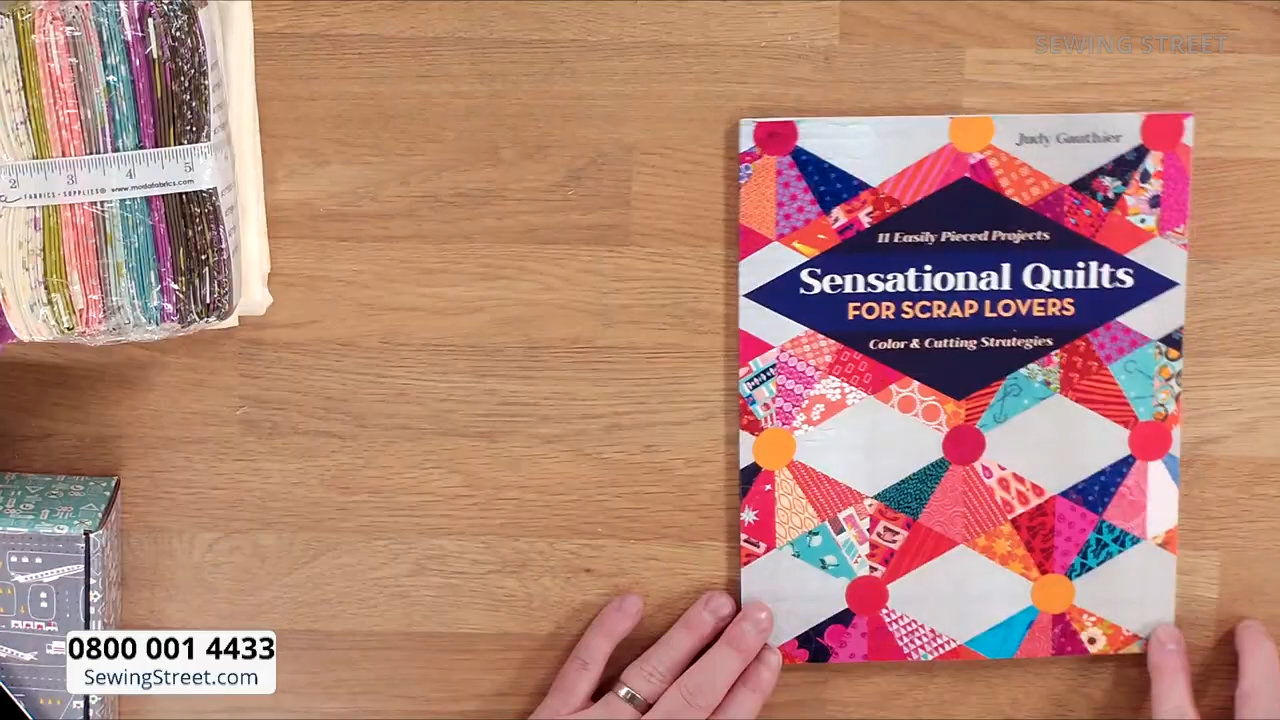 SEWING STREET
Judy Gauthier
11 Easily Pieced Projects
Sensational Quilts
FOR SCRAP LOVERS
Color & Cutting Strategies
2 3 4 5
FABRICS + SUPPLIES® www.modafabrics.com
0800 001 4433
SewingStreet.com